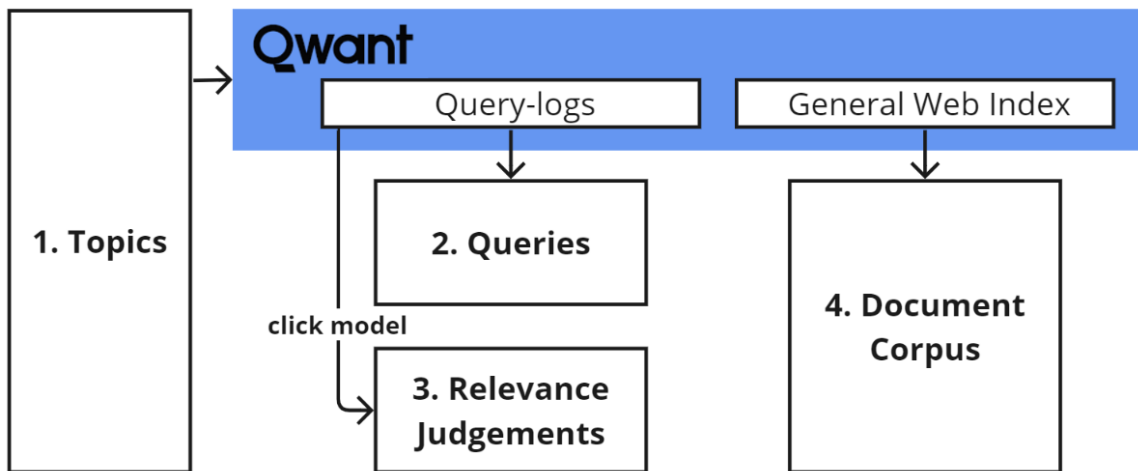 Qwant
Query-logs
General Web Index
1. Topics
2. Queries
click model
3. Relevance
Judgements
4. Document
Corpus